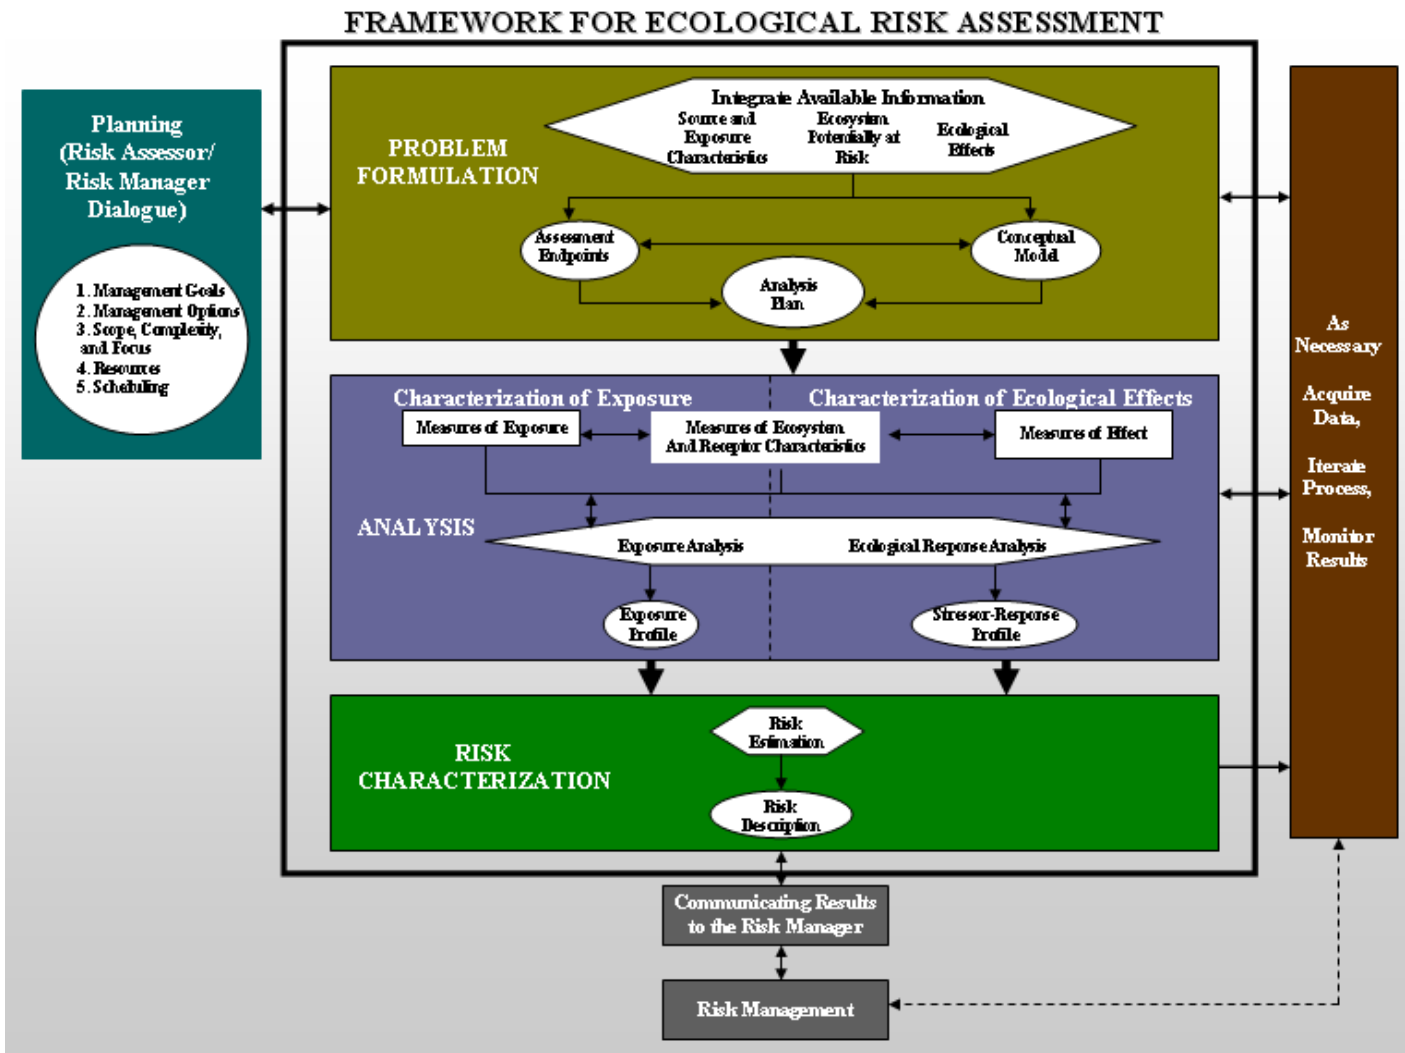 FRAMEWORK FOR ECOLOGICAL RISK ASSESSMENT
Planning
(Risk Assessor/
Risk Manager
Dialogue)
1. Management Goals
2. Management Options
3. Scope, Complexity,
and Focus
4. Resources
5. Scheduling
PROBLEM
FORMULATION
Integrate Available Information
Source and
Exposure
Characteristics
Ecosystem
Potentially at
Risk
Ecological
Effects
Assessment
Endpoints
Conceptual
Model
Analysis
Plan
Characterization of Exposure
Characterization of Ecological Effects
Measures of Exposure
Measures of Ecosystem
And Receptor Characteristics
Measures of Effect
ANALYSIS
Exposure Analysis
Ecological Response Analysis
Exposure
Profile
Stressor-Response
Profile
RISK
CHARACTERIZATION
Risk
Estimation
Risk
Description
Communicating Results
to the Risk Manager
Risk Management
As
Necessary
Acquire
Data,
Iterate
Process,
Monitor
Results